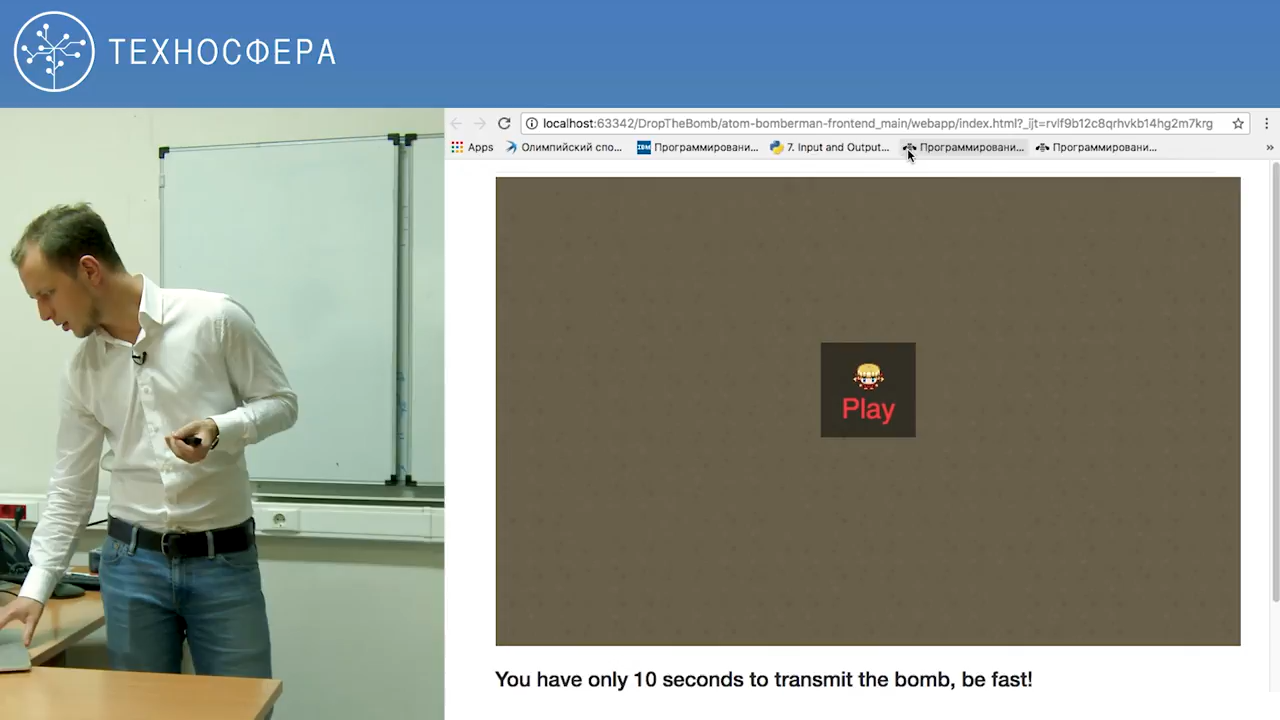 ТЕХНОСФЕРА
localhost:63342/DropTheBomb/atom-bomberman-frontend_main/webapp/index.html?_ijt=rvlf9b12c8qrhvkb14hg2m7krg
Apps Олимпийский спо... IBM Программировани... 7. Input and Output... Программировани... Программировани... »
Play
You have only 10 seconds to transmit the bomb, be fast!